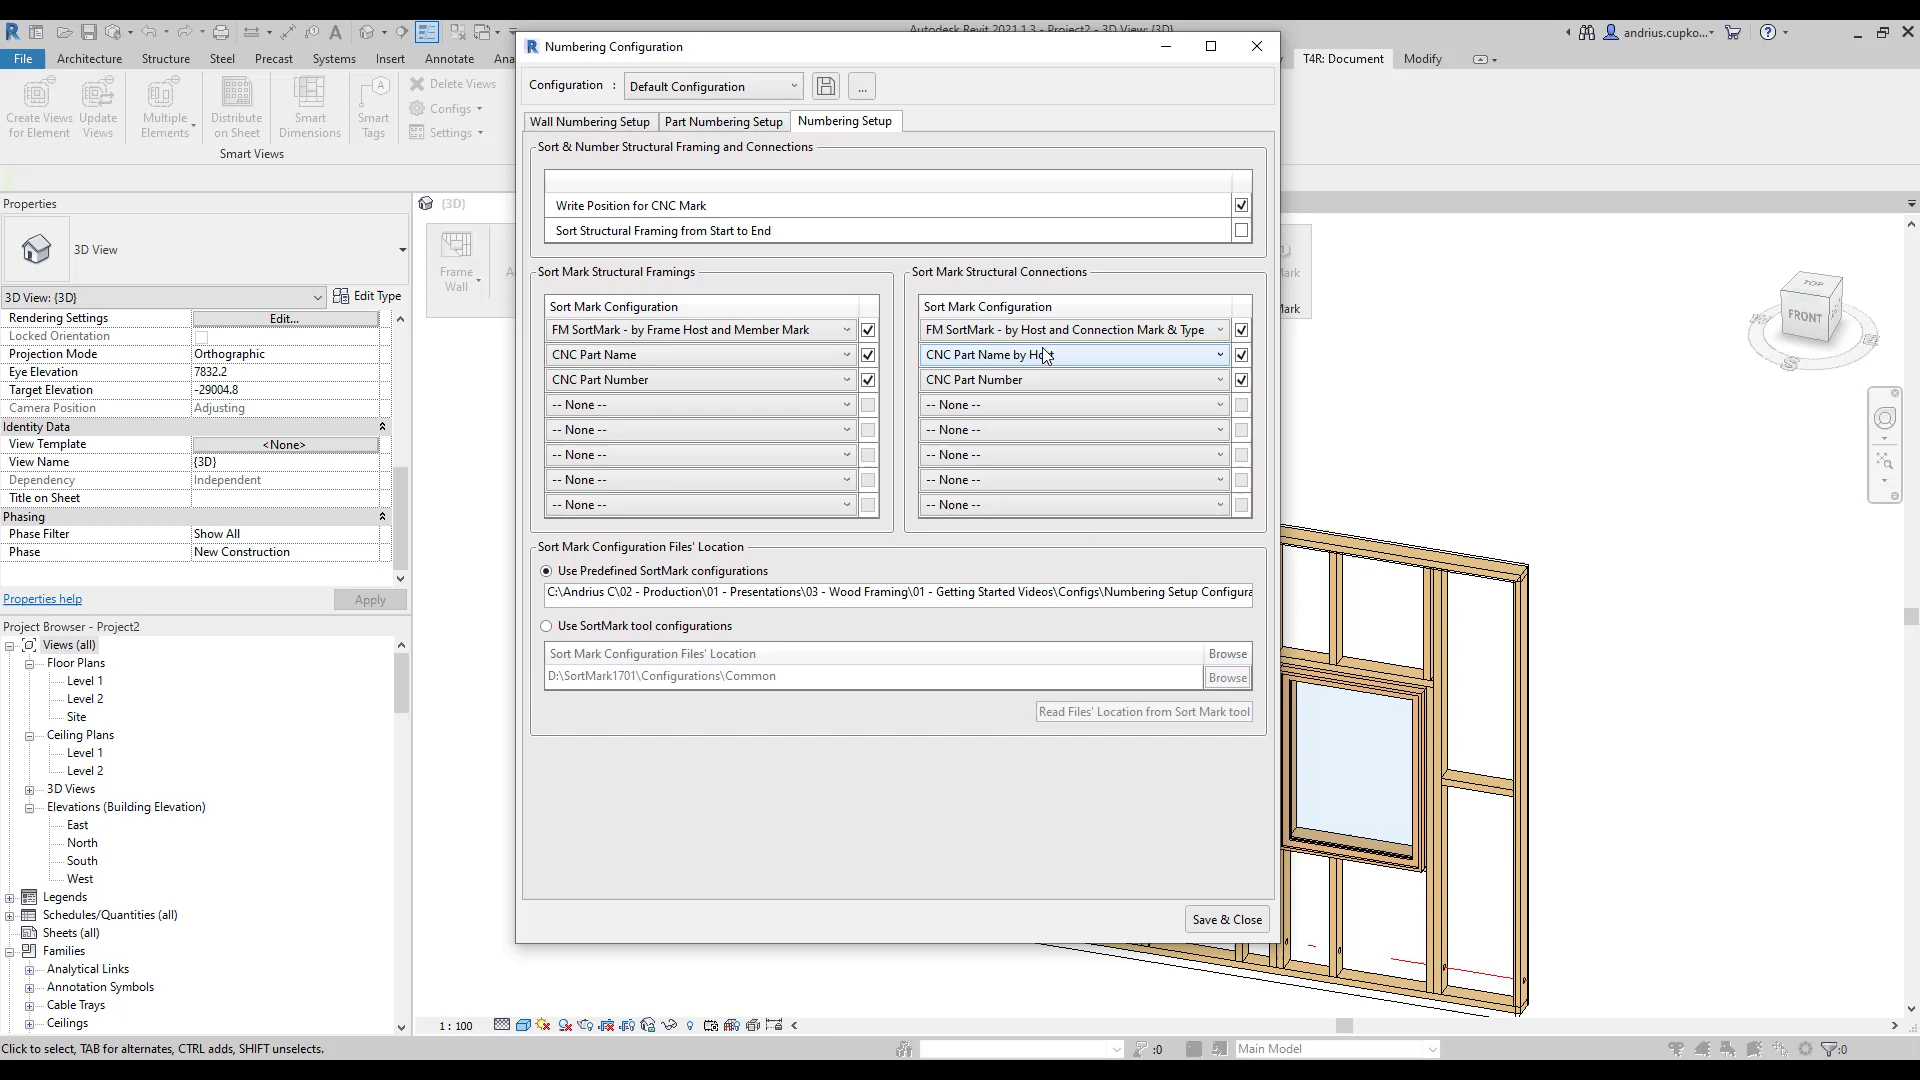 Autodesk Revit 2021.1.3 - Project2 - 3D View: {3D}
andrius.cupko...
Numbering Configuration
File
Architecture
Structure
Steel
Precast
Systems
Insert
Annotate
T4R: Document
Modify
Create Views
for Element
Update
Views
Multiple
Elements
Distribute
on Sheet
Smart
Dimensions
Smart
Tags
Delete Views
Configs
Settings
Smart Views
Configuration :
Default Configuration
...
Wall Numbering Setup
Part Numbering Setup
Numbering Setup
Sort & Number Structural Framing and Connections
Write Position for CNC Mark
Sort Structural Framing from Start to End
Sort Mark Structural Framings
Sort Mark Configuration
FM SortMark - by Frame Host and Member Mark
CNC Part Name
CNC Part Number
-- None --
-- None --
-- None --
-- None --
-- None --
Sort Mark Structural Connections
Sort Mark Configuration
FM SortMark - by Host and Connection Mark & Type
CNC Part Name by Host
CNC Part Number
-- None --
-- None --
-- None --
-- None --
-- None --
Sort Mark Configuration Files' Location
Use Predefined SortMark configurations
C:\Andrius C\02 - Production\01 - Presentations\03 - Wood Framing\01 - Getting Started Videos\Configs\Numbering Setup Configura
Use SortMark tool configurations
Sort Mark Configuration Files' Location
Browse
D:\SortMark1701\Configurations\Common
Browse
Read Files' Location from Sort Mark tool
Save & Close
Properties
3D View
3D View: {3D}
Edit Type
Rendering Settings
Edit...
Locked Orientation
Projection Mode
Orthographic
Eye Elevation
7832.2
Target Elevation
-29004.8
Camera Position
Adjusting
Identity Data
View Template
<None>
View Name
{3D}
Dependency
Independent
Title on Sheet
Phasing
Phase Filter
Show All
Phase
New Construction
Properties help
Apply
Project Browser - Project2
Views (all)
Floor Plans
Level 1
Level 2
Site
Ceiling Plans
Level 1
Level 2
3D Views
Elevations (Building Elevation)
East
North
South
West
Legends
Schedules/Quantities (all)
Sheets (all)
Families
Analytical Links
Annotation Symbols
Cable Trays
Ceilings
{3D}
Frame
Wall
TOP
FRONT
S
1 : 100
Click to select, TAB for alternates, CTRL adds, SHIFT unselects.
:0
Main Model
:0